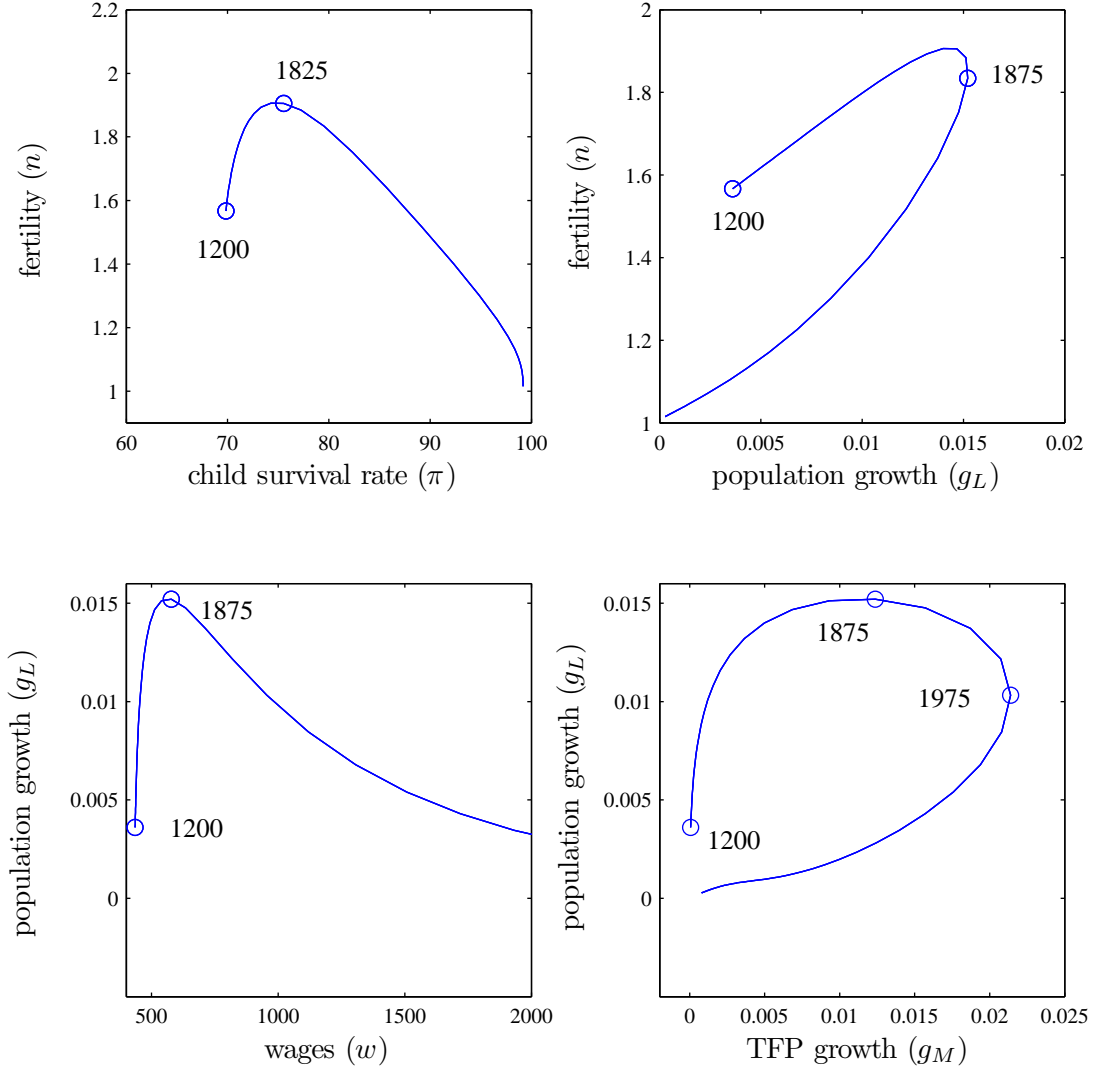 2.2
2
1.8
1.6
1.4
1.2
1
60 70 80 90 100
fertility (n)
child survival rate (π)
1825
1200
2
1.8
1.6
1.4
1.2
1
0 0.005 0.01 0.015 0.02
fertility (n)
population growth (g_L)
1875
1200
0.015
0.01
0.005
0
500 1000 1500 2000
population growth (g_L)
wages (w)
1875
1200
0.015
0.01
0.005
0
0 0.005 0.01 0.015 0.02 0.025
population growth (g_L)
TFP growth (g_M)
1875
1975
1200